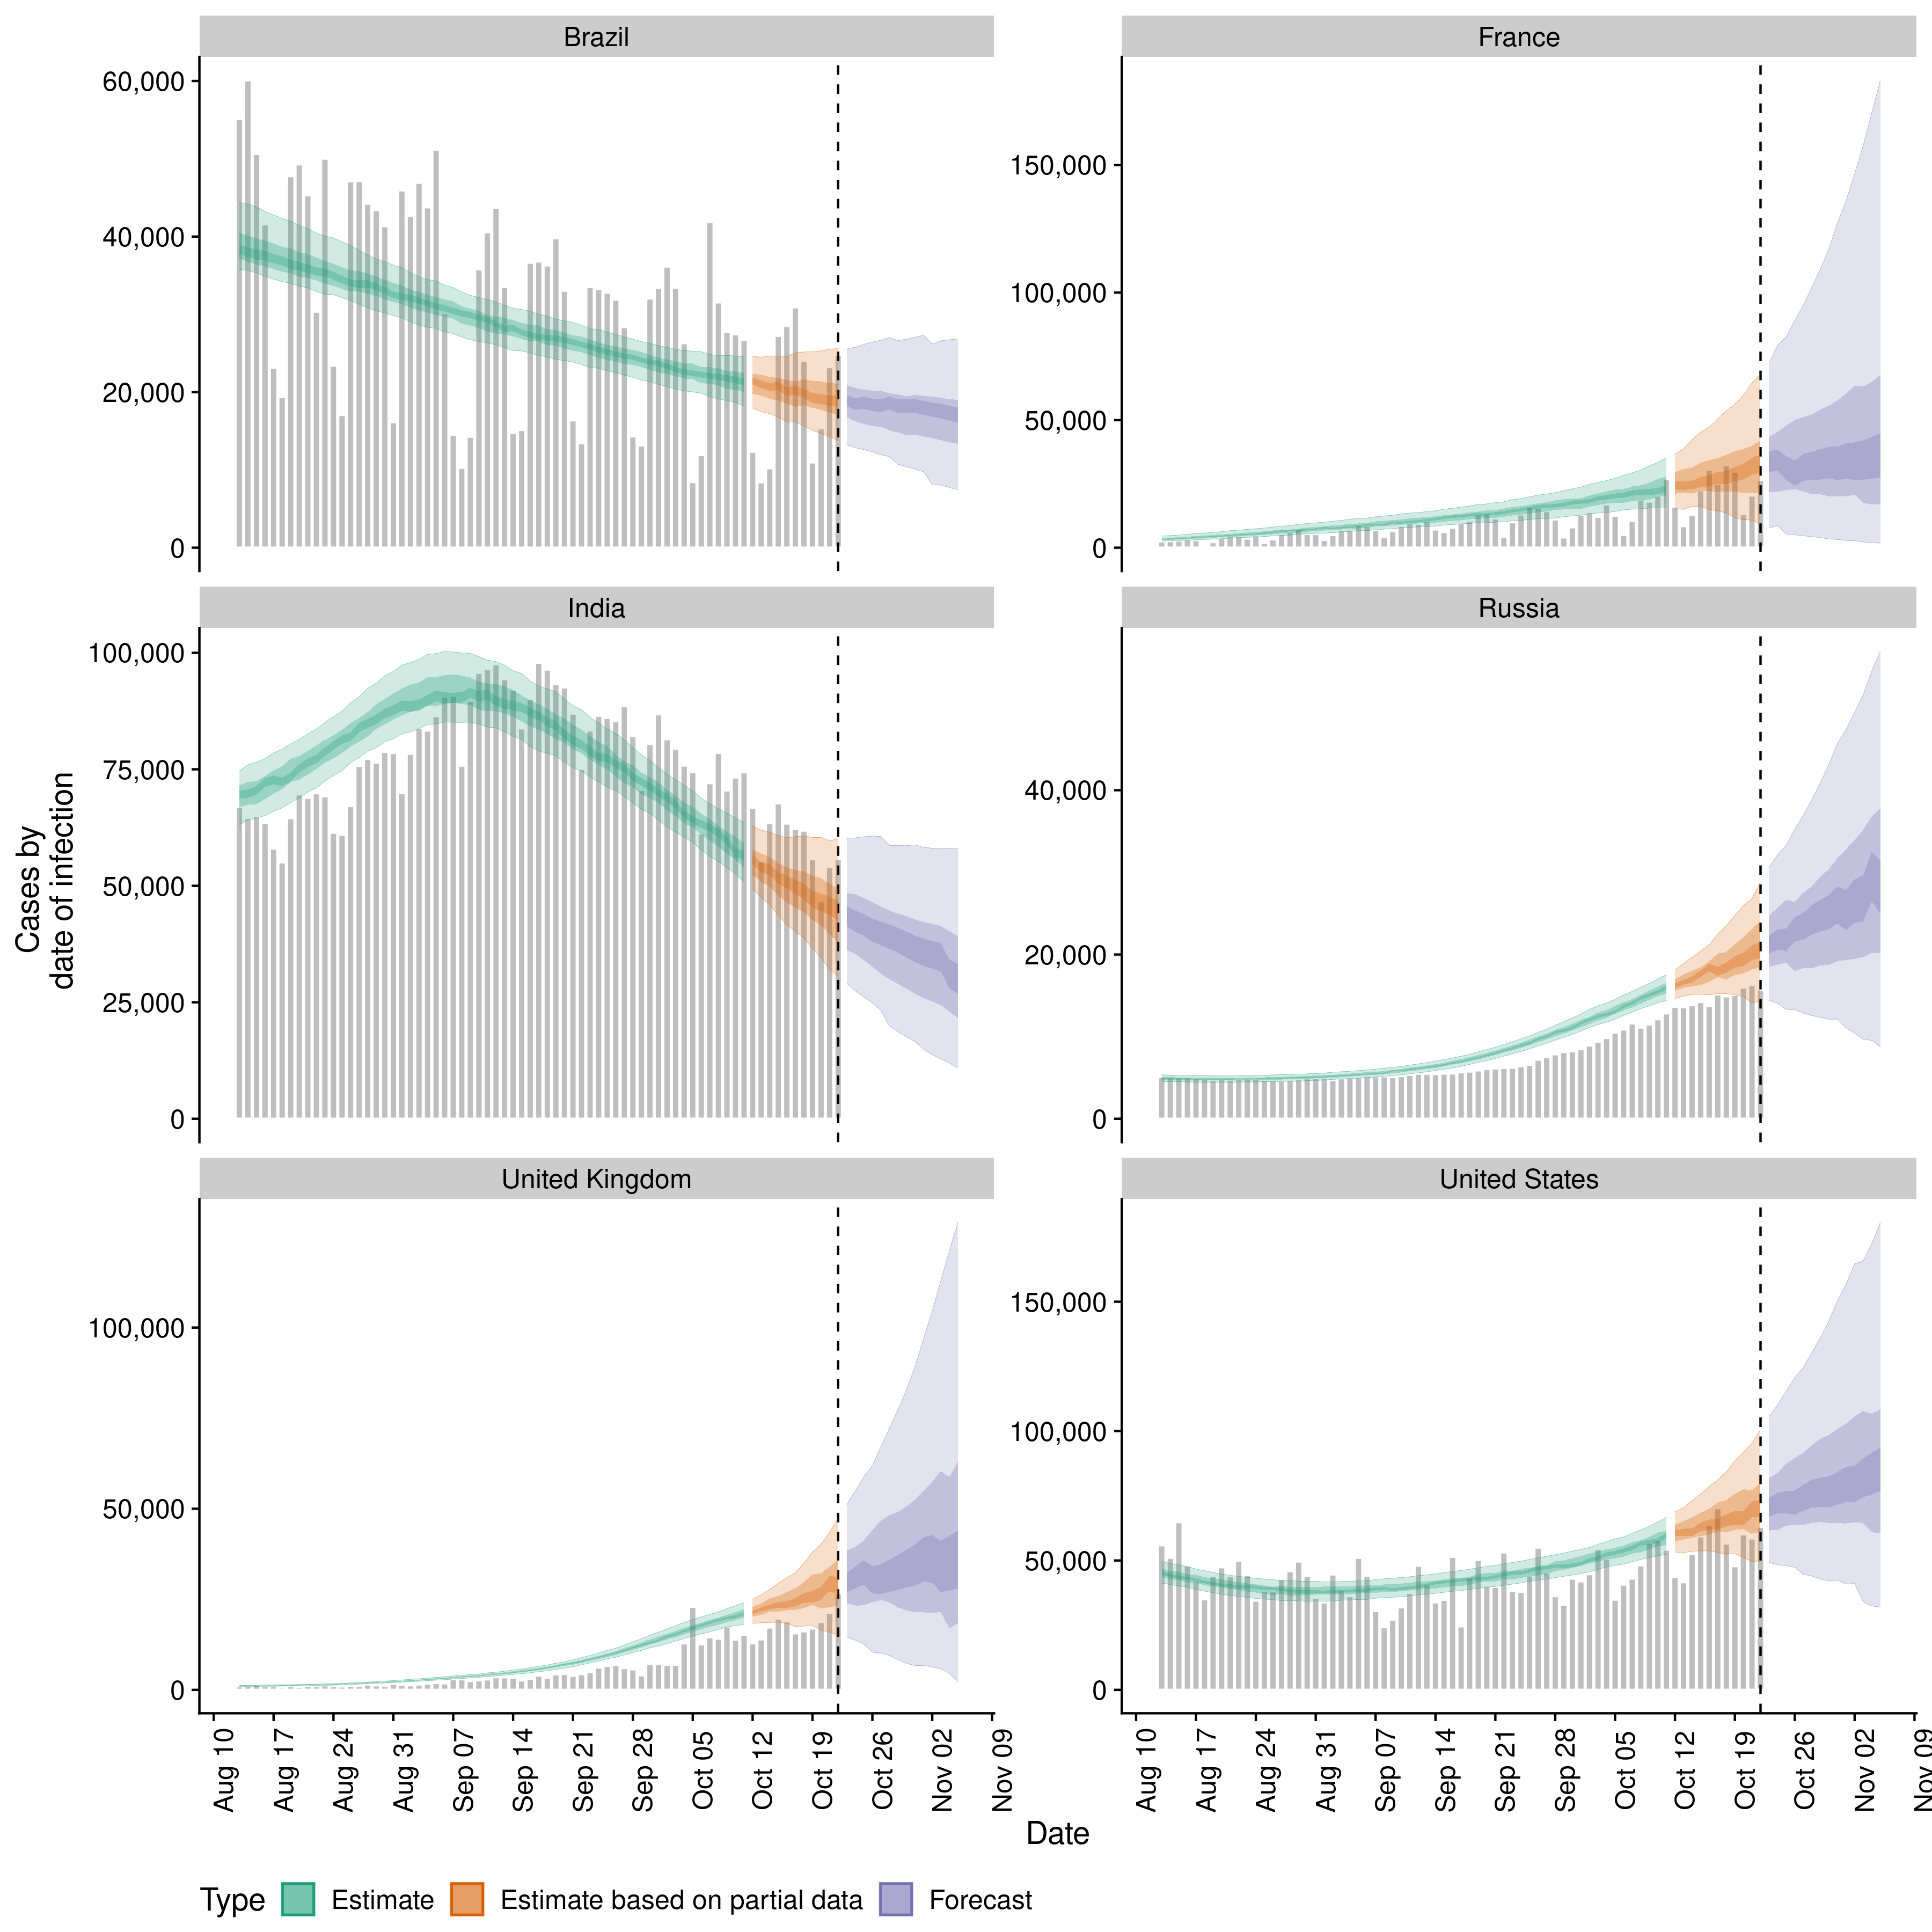 Brazil
France
60,000
40,000
20,000
0
150,000
100,000
50,000
0
India
Russia
100,000
75,000
50,000
25,000
0
40,000
20,000
0
Cases by
date of infection
United Kingdom
United States
100,000
50,000
0
150,000
100,000
50,000
0
Aug 10
Aug 17
Aug 24
Aug 31
Sep 07
Sep 14
Sep 21
Sep 28
Oct 05
Oct 12
Oct 19
Oct 26
Nov 02
Nov 09
Aug 10
Aug 17
Aug 24
Aug 31
Sep 07
Sep 14
Sep 21
Sep 28
Oct 05
Oct 12
Oct 19
Oct 26
Nov 02
Nov 09
Date
Type Estimate Estimate based on partial data Forecast